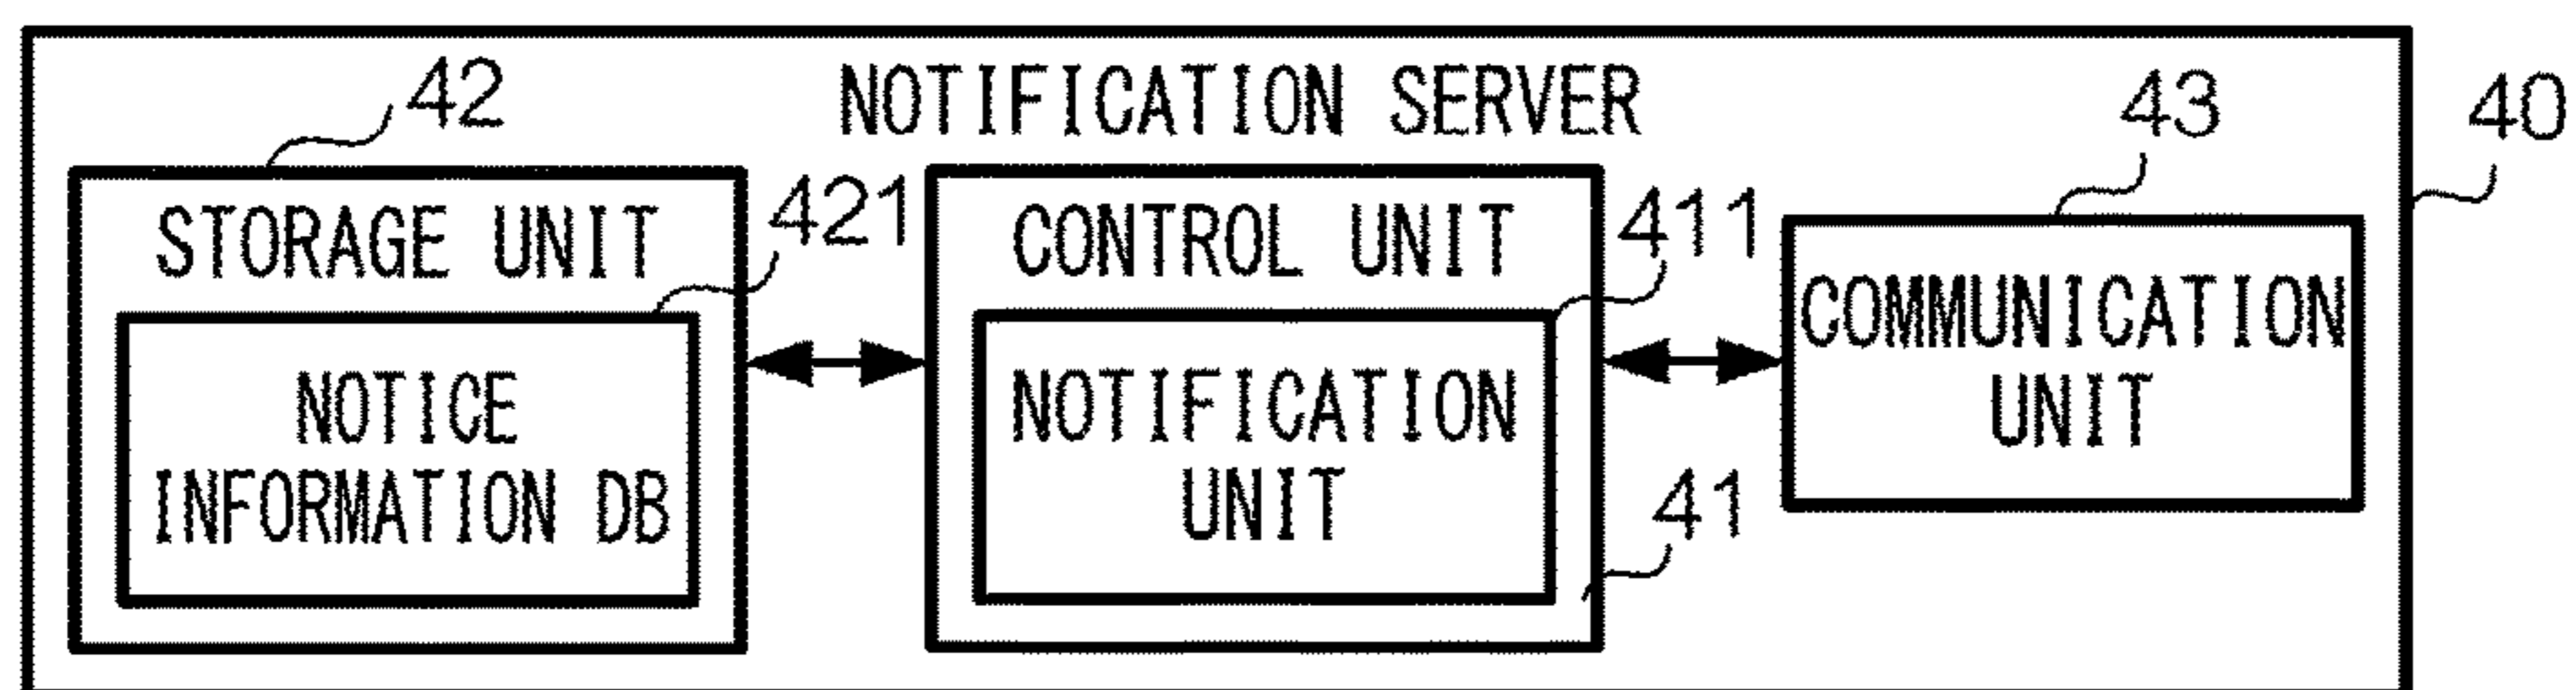 NOTIFICATION SERVER
40
42
STORAGE UNIT
421
NOTICE
INFORMATION DB
CONTROL UNIT
411
NOTIFICATION
UNIT
41
43
COMMUNICATION
UNIT